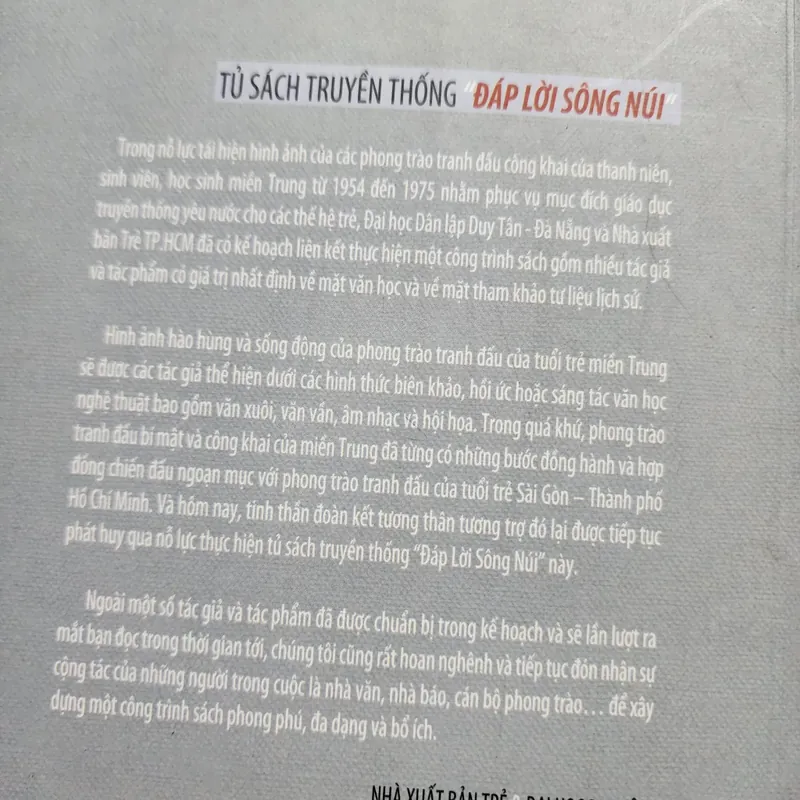 TỦ SÁCH TRUYỀN THỐNG "ĐÁP LỜI SÔNG NÚI"
Trong nỗ lực tái hiện hình ảnh của các phong trào tranh đấu công khai của thanh niên,
sinh viên, học sinh miền Trung từ 1954 đến 1975 nhằm phục vụ mục đích giáo dục
truyền thống yêu nước cho các thế hệ trẻ, Đại học Dân lập Duy Tân - Đà Nẵng và Nhà xuất
bản Trẻ TP.HCM đã có kế hoạch liên kết thực hiện một công trình sách gồm nhiều tác giả
và tác phẩm có giá trị nhất định về mặt văn học và về mặt tham khảo tư liệu lịch sử.
Hình ảnh hào hùng và sống động của phong trào tranh đấu của tuổi trẻ miền Trung
sẽ được các tác giả thể hiện dưới các hình thức biên khảo, hồi ức hoặc sáng tác văn học
nghệ thuật bao gồm văn xuôi, văn vần, âm nhạc và hội họa. Trong quá khứ, phong trào
tranh đấu bí mật và công khai của miền Trung đã từng có những bước đồng hành và hợp
đồng chiến đấu ngoạn mục với phong trào tranh đấu của tuổi trẻ Sài Gòn – Thành phố
Hồ Chí Minh. Và hôm nay, tinh thần đoàn kết tương thân tương trợ đó lại được tiếp tục
phát huy qua nỗ lực thực hiện tủ sách truyền thống "Đáp Lời Sông Núi" này.
Ngoài một số tác giả và tác phẩm đã được chuẩn bị trong kế hoạch và sẽ lần lượt ra
mắt bạn đọc trong thời gian tới, chúng tôi cũng rất hoan nghênh và tiếp tục đón nhận sự
cộng tác của những người trong cuộc là nhà văn, nhà báo, cán bộ phong trào… để xây
dựng một công trình sách phong phú, đa dạng và bổ ích.
NHÀ XUẤT BẢN TRẺ